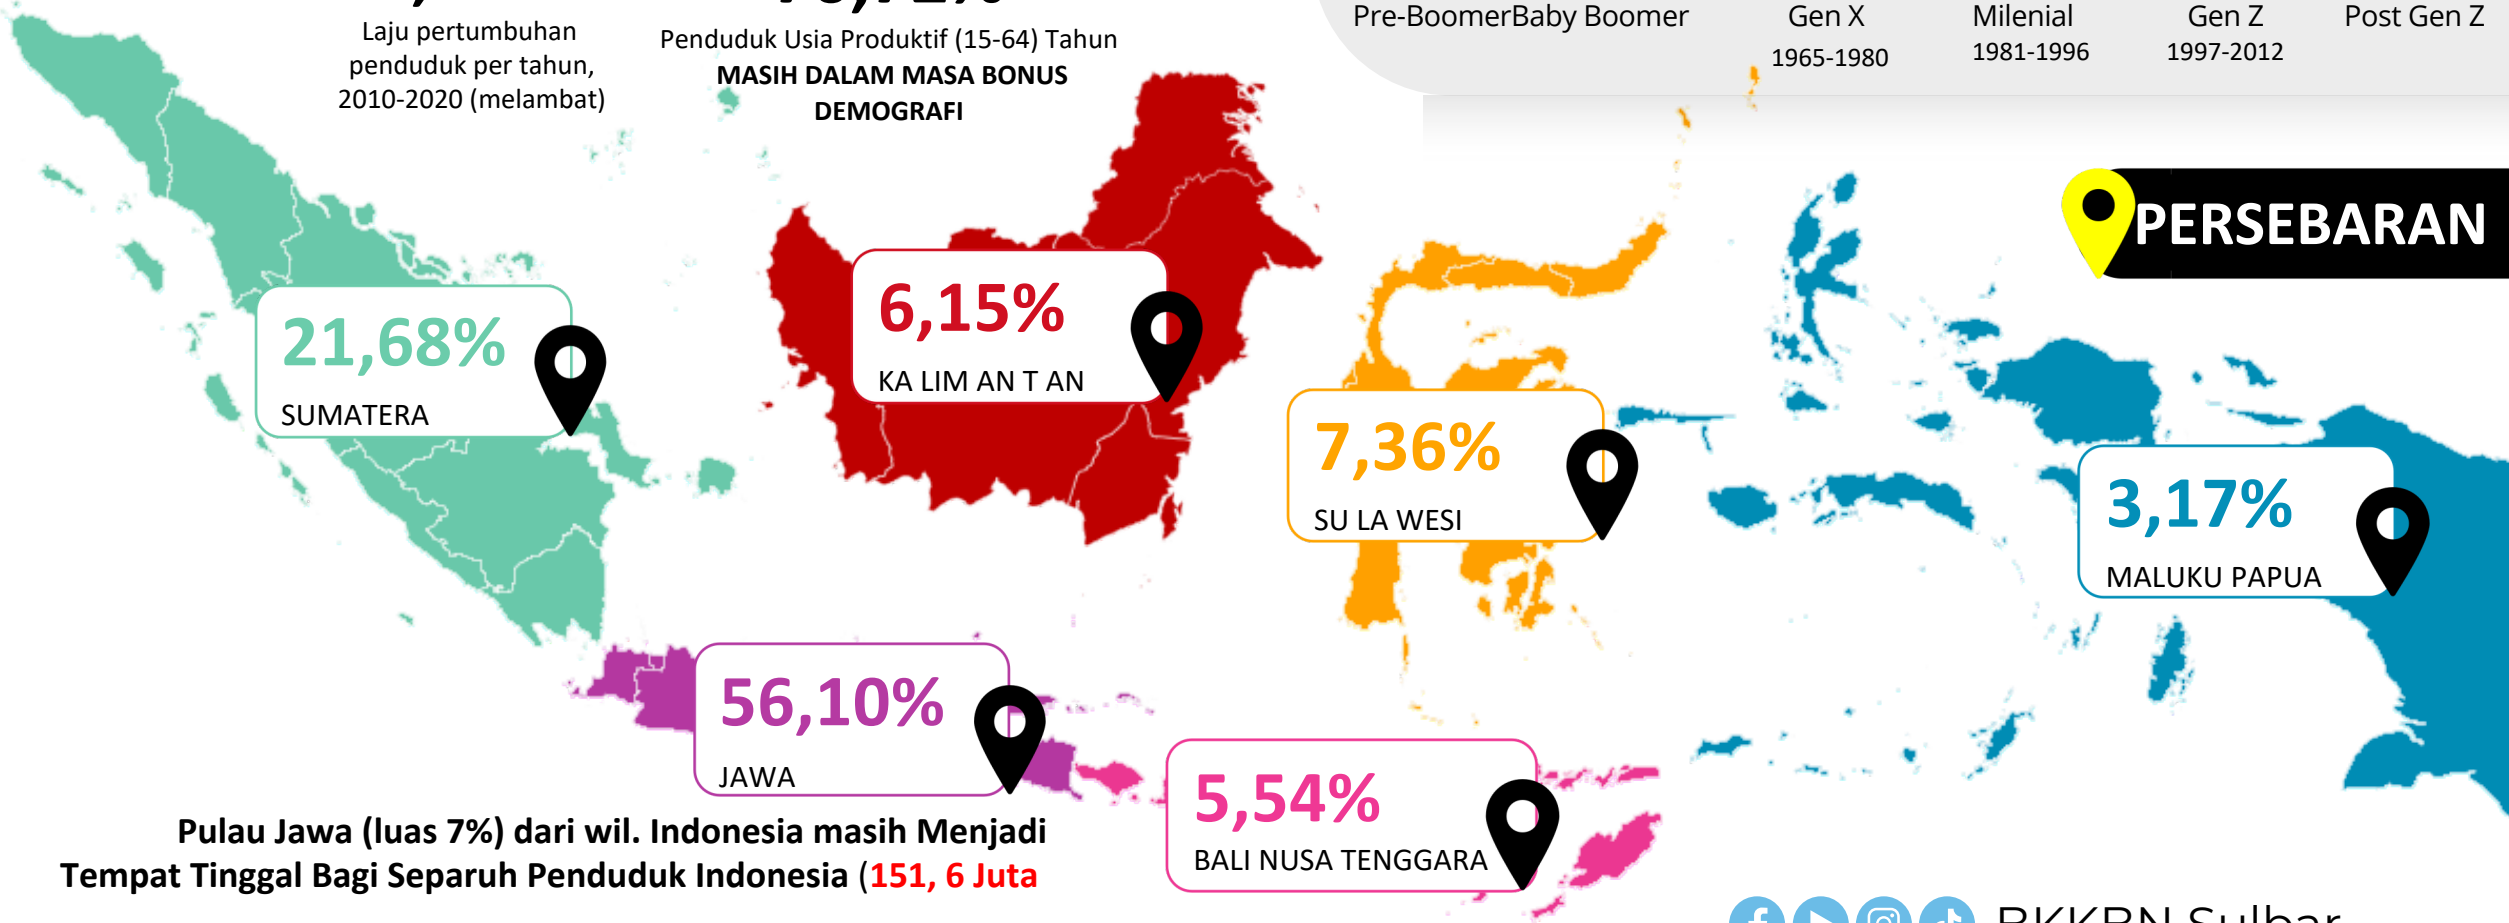 Laju pertumbuhan
penduduk per tahun,
2010-2020 (melambat)
Penduduk Usia Produktif (15-64) Tahun
MASIH DALAM MASA BONUS
DEMOGRAFI
Pre-BoomerBaby Boomer
Gen X
1965-1980
Milenial
1981-1996
Gen Z
1997-2012
Post Gen Z
PERSEBARAN
21,68%
SUMATERA
6,15%
KA LIM AN T AN
7,36%
SU LA WESI
3,17%
MALUKU PAPUA
56,10%
JAWA
5,54%
BALI NUSA TENGGARA
Pulau Jawa (luas 7%) dari wil. Indonesia masih Menjadi
Tempat Tinggal Bagi Separuh Penduduk Indonesia (151, 6 Juta
BKKBN Sulbar